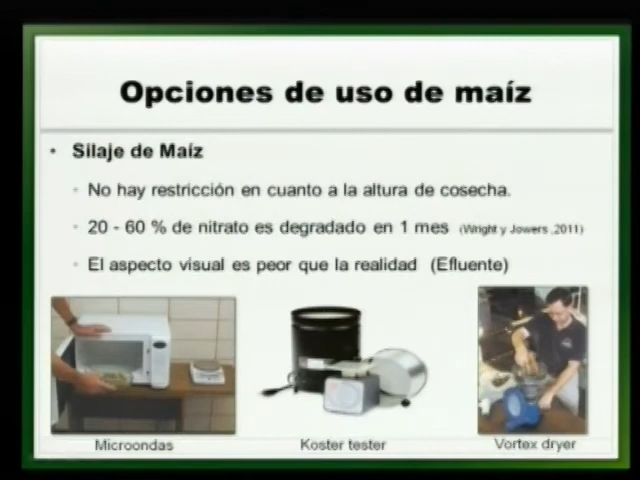 Opciones de uso de maíz
• Silaje de Maíz
◦ No hay restricción en cuanto a la altura de cosecha.
◦ 20 - 60 % de nitrato es degradado en 1 mes (Wright y Jowers ,2011)
◦ El aspecto visual es peor que la realidad (Efluente)
Microondas
Koster tester
Vortex dryer